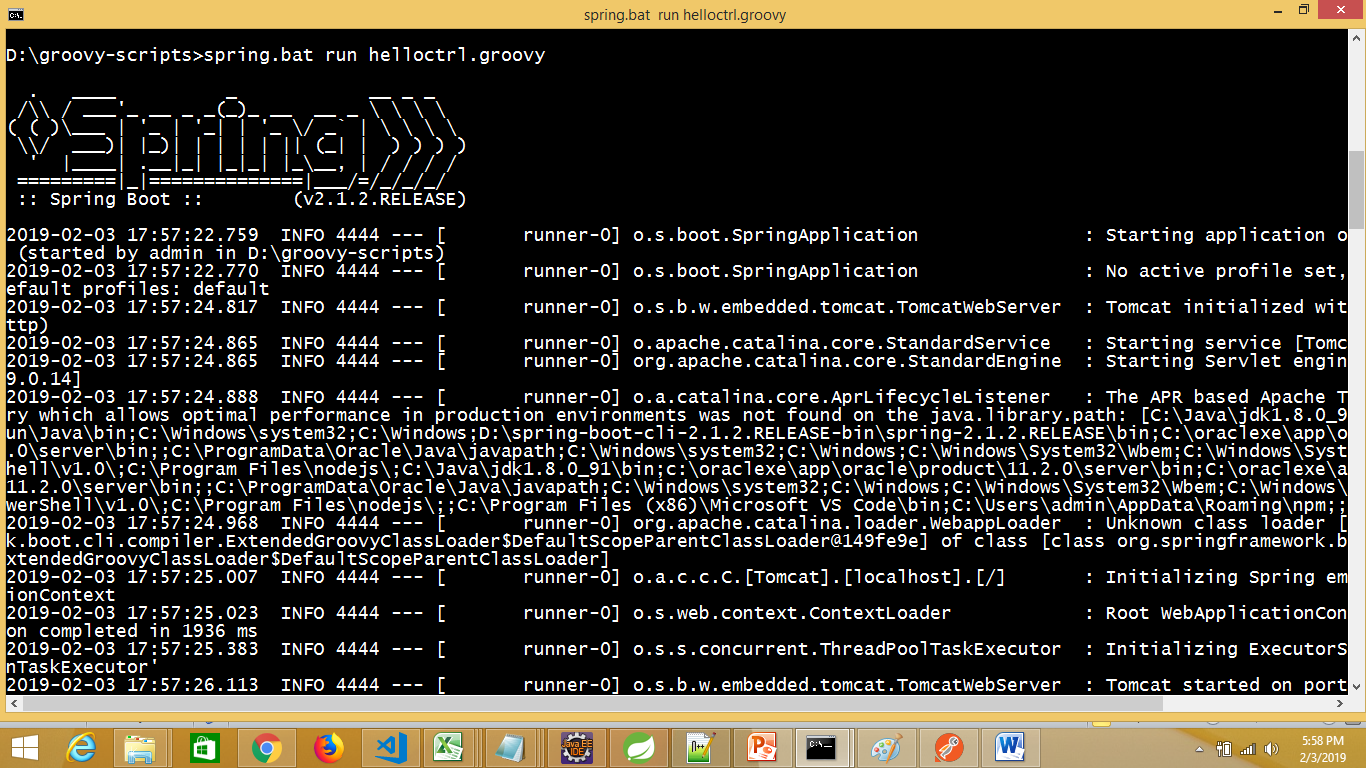 spring.bat  run helloctrl.groovy
D:\groovy-scripts>spring.bat run helloctrl.groovy
  .   ____          _            __ _ _
 /\\ / ___'_ __ _ _(_)_ __  __ _ \ \ \ \
( ( )\___ | '_ | '_| | '_ \/ _` | \ \ \ \
 \\/  ___)| |_)| | | | | || (_| |  ) ) ) )
  '  |____| .__|_| |_|_| |_\__, | / / / /
 =========|_|==============|___/=/_/_/_/
 :: Spring Boot ::        (v2.1.2.RELEASE)
2019-02-03 17:57:22.759  INFO 4444 --- [       runner-0] o.s.boot.SpringApplication               : Starting application o
 (started by admin in D:\groovy-scripts)
2019-02-03 17:57:22.770  INFO 4444 --- [       runner-0] o.s.boot.SpringApplication               : No active profile set,
efault profiles: default
2019-02-03 17:57:24.817  INFO 4444 --- [       runner-0] o.s.b.w.embedded.tomcat.TomcatWebServer  : Tomcat initialized wit
ttp)
2019-02-03 17:57:24.865  INFO 4444 --- [       runner-0] o.apache.catalina.core.StandardService   : Starting service [Tomc
2019-02-03 17:57:24.865  INFO 4444 --- [       runner-0] org.apache.catalina.core.StandardEngine  : Starting Servlet engin
9.0.14]
2019-02-03 17:57:24.888  INFO 4444 --- [       runner-0] o.a.catalina.core.AprLifecycleListener   : The APR based Apache T
ry which allows optimal performance in production environments was not found on the java.library.path: [C:\Java\jdk1.8.0_9
un\Java\bin;C:\Windows\system32;C:\Windows;D:\spring-boot-cli-2.1.2.RELEASE-bin\spring-2.1.2.RELEASE\bin;C:\oraclexe\app\o
.0\server\bin;;C:\ProgramData\Oracle\Java\javapath;C:\Windows\system32;C:\Windows;C:\Windows\System32\Wbem;C:\Windows\Syst
hell\v1.0\;C:\Program Files\nodejs\;C:\Java\jdk1.8.0_91\bin;c:\oraclexe\app\oracle\product\11.2.0\server\bin;C:\oraclexe\a
11.2.0\server\bin;;C:\ProgramData\Oracle\Java\javapath;C:\Windows\system32;C:\Windows;C:\Windows\System32\Wbem;C:\Windows\
werShell\v1.0\;C:\Program Files\nodejs\;;C:\Program Files (x86)\Microsoft VS Code\bin;C:\Users\admin\AppData\Roaming\npm;;
2019-02-03 17:57:24.968  INFO 4444 --- [       runner-0] org.apache.catalina.loader.WebappLoader  : Unknown class loader [
k.boot.cli.compiler.ExtendedGroovyClassLoader$DefaultScopeParentClassLoader@149fe9e] of class [class org.springframework.b
xtendedGroovyClassLoader$DefaultScopeParentClassLoader]
2019-02-03 17:57:25.007  INFO 4444 --- [       runner-0] o.a.c.c.C.[Tomcat].[localhost].[/]       : Initializing Spring em
ionContext
2019-02-03 17:57:25.023  INFO 4444 --- [       runner-0] o.s.web.context.ContextLoader            : Root WebApplicationCon
on completed in 1936 ms
2019-02-03 17:57:25.383  INFO 4444 --- [       runner-0] o.s.s.concurrent.ThreadPoolTaskExecutor  : Initializing ExecutorS
nTaskExecutor'
2019-02-03 17:57:26.113  INFO 4444 --- [       runner-0] o.s.b.w.embedded.tomcat.TomcatWebServer  : Tomcat started on port
Java EE
IDE
5:58 PM
2/3/2019